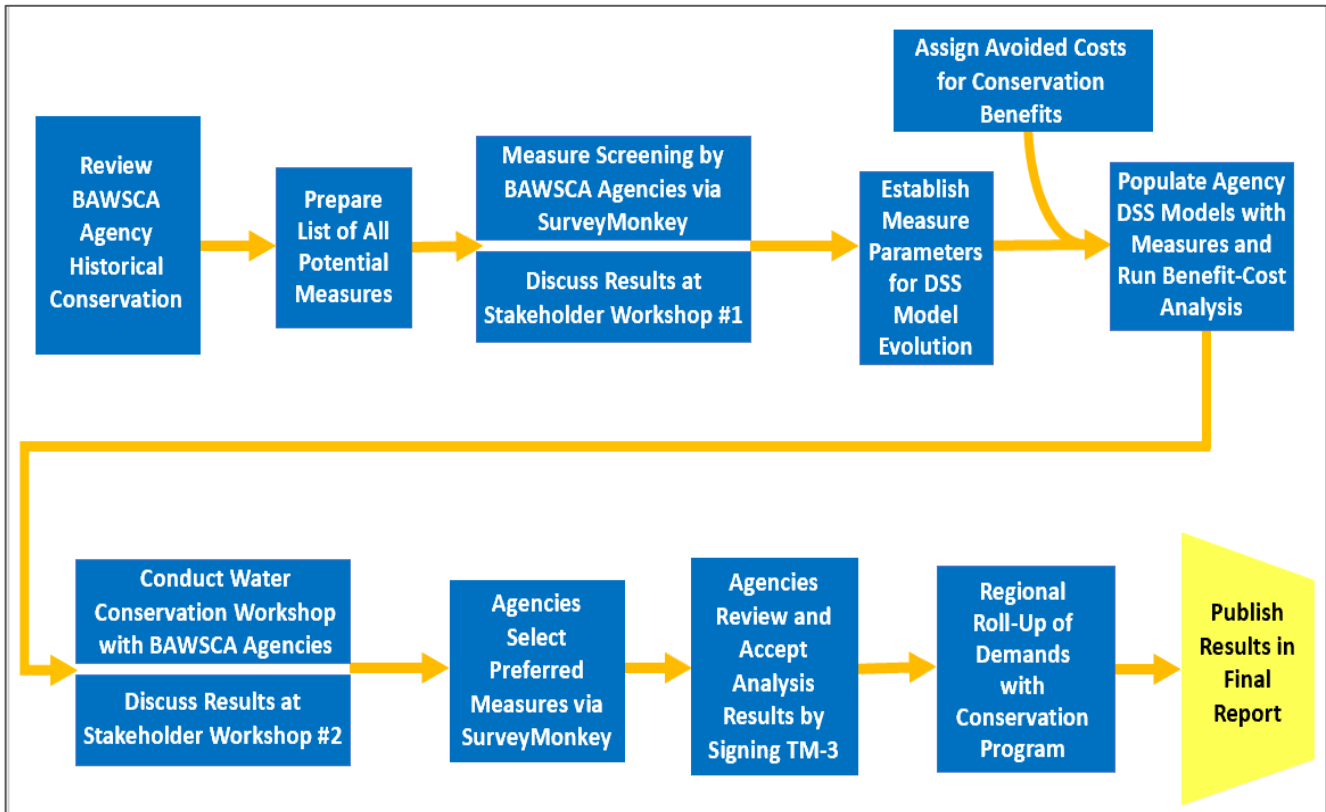 Review
BAWSCA
Agency
Historical
Conservation
Prepare
List of All
Potential
Measures
Measure Screening by
BAWSCA Agencies via
SurveyMonkey
Discuss Results at
Stakeholder Workshop #1
Establish
Measure
Parameters
for DSS
Model
Evolution
Assign Avoided Costs
for Conservation
Benefits
Populate Agency
DSS Models with
Measures and
Run Benefit-Cost
Analysis
Conduct Water
Conservation Workshop
with BAWSCA Agencies
Discuss Results at
Stakeholder Workshop #2
Agencies
Select
Preferred
Measures via
SurveyMonkey
Agencies
Review and
Accept
Analysis
Results by
Signing TM-3
Regional
Roll-Up of
Demands
with
Conservation
Program
Publish
Results in
Final
Report